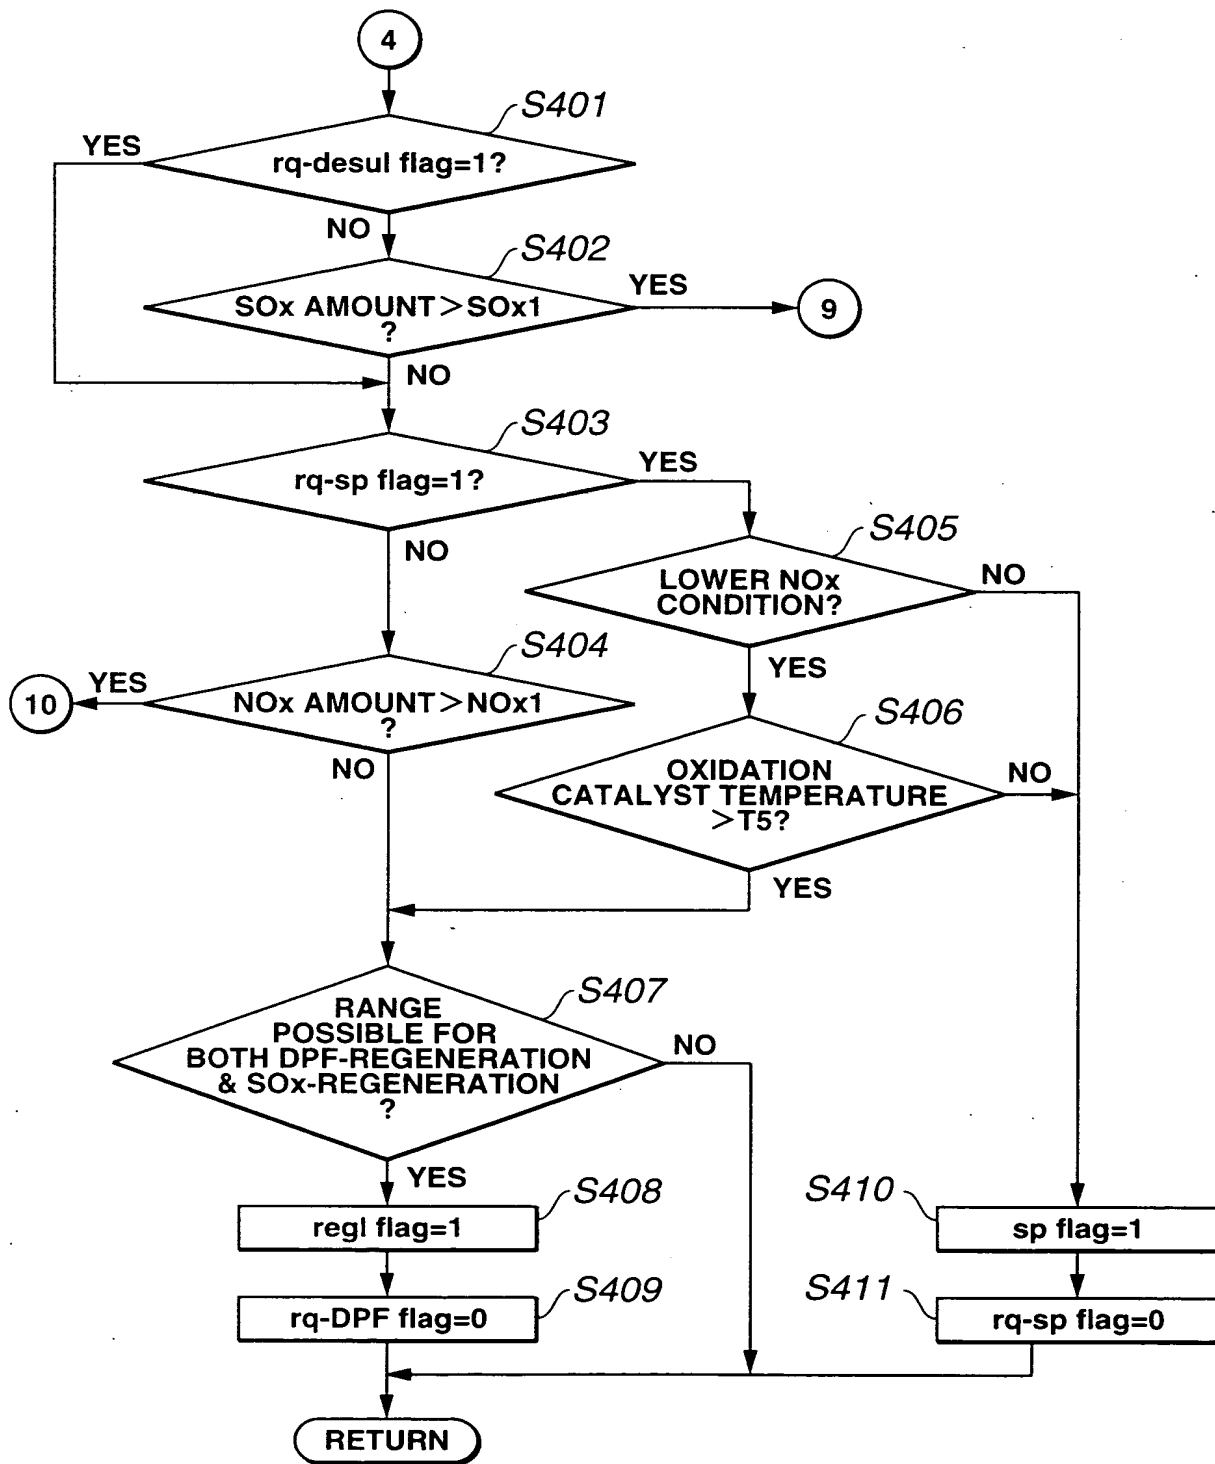 4
S401
YES
rq-desul flag=1?
NO
S402
SOx AMOUNT>SOx1
?
YES
9
NO
S403
rq-sp flag=1?
YES
NO
S405
LOWER NOx
CONDITION?
NO
YES
S404
10
YES
NOx AMOUNT>NOx1
?
NO
S406
OXIDATION
CATALYST TEMPERATURE
>T5?
NO
YES
S407
RANGE
POSSIBLE FOR
BOTH DPF-REGENERATION
& SOx-REGENERATION
?
NO
YES
S408
regl flag=1
S410
sp flag=1
S409
rq-DPF flag=0
S411
rq-sp flag=0
RETURN